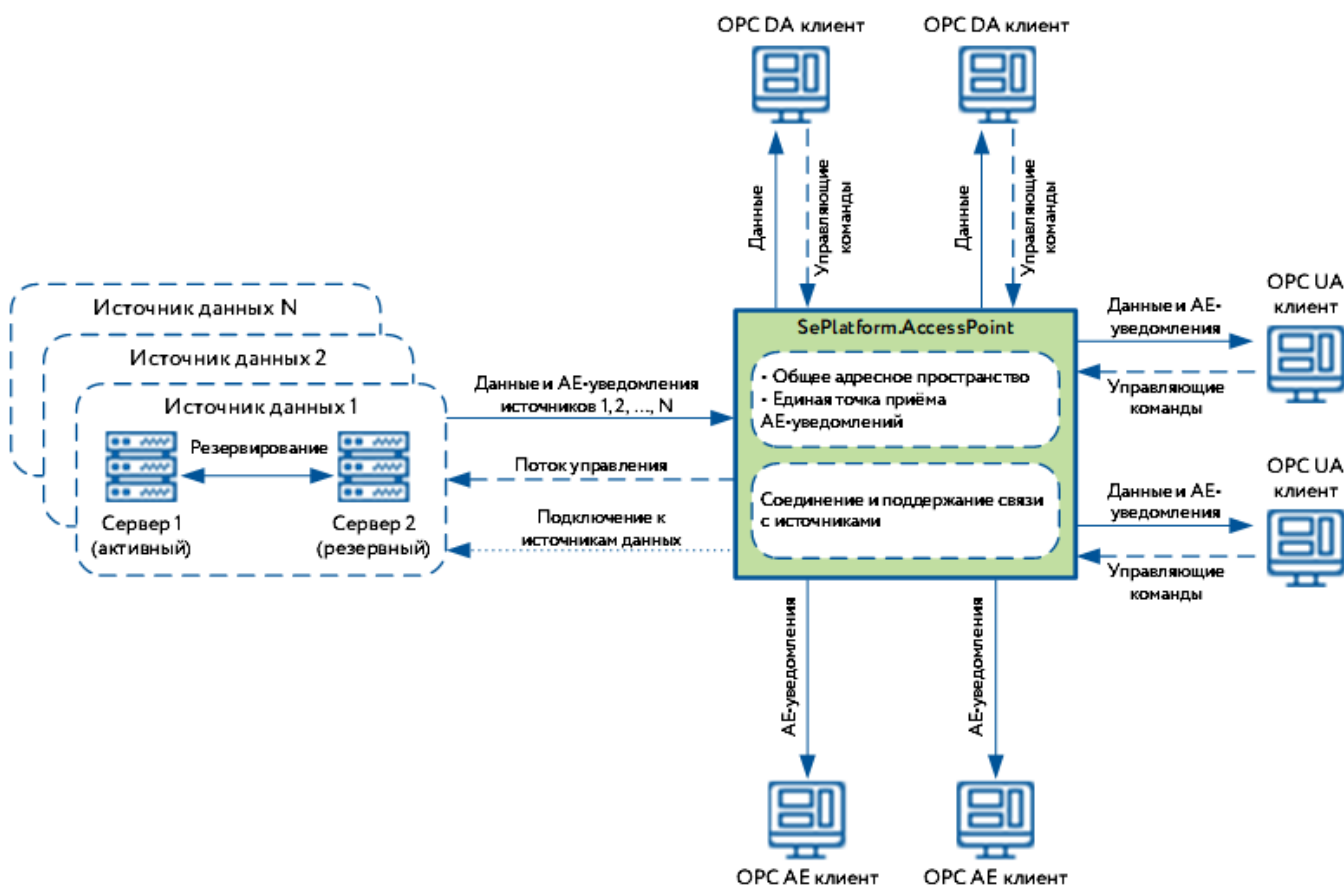 OPC DA клиент
OPC DA клиент
Данные
Управляющие
команды
Данные
Управляющие
команды
Источник данных N
Источник данных 2
Источник данных 1
Резервирование
Сервер 1
(активный)
Сервер 2
(резервный)
Данные и АЕ-уведомления
источников 1,2, ..., N
Поток управления
Подключение к
источникам данных
SePlatform.AccessPoint
- Общее адресное пространство
- Единая точка приёма
АЕ-уведомлений
Соединение и поддержание связи
с источниками
Данные и АЕ-
уведомления
Управляющие
команды
OPC UA
клиент
Данные и АЕ-
уведомления
Управляющие
команды
OPC UA
клиент
АЕ-уведомления
АЕ-уведомления
OPC AE клиент
OPC AE клиент